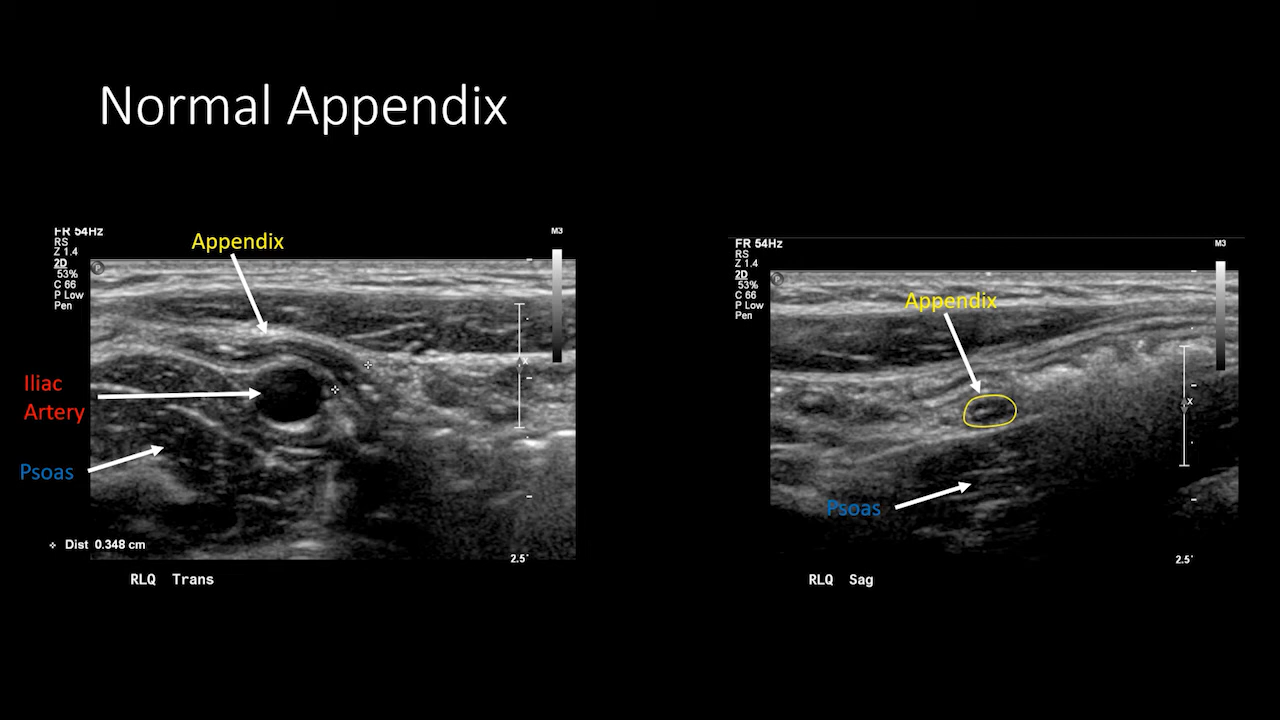 Normal Appendix
FR 54Hz
RS
Z 1.4
2D
53%
C 66
P Low
Pen
P
Appendix
M3
Iliac
Artery
Psoas
x
Dist 0.348 cm
2.5
RLQ Trans
FR 54Hz
RS
Z 1.4
2D
53%
C 66
P Low
Pen
P
Appendix
M3
x
Psoas
2.5
RLQ Sag